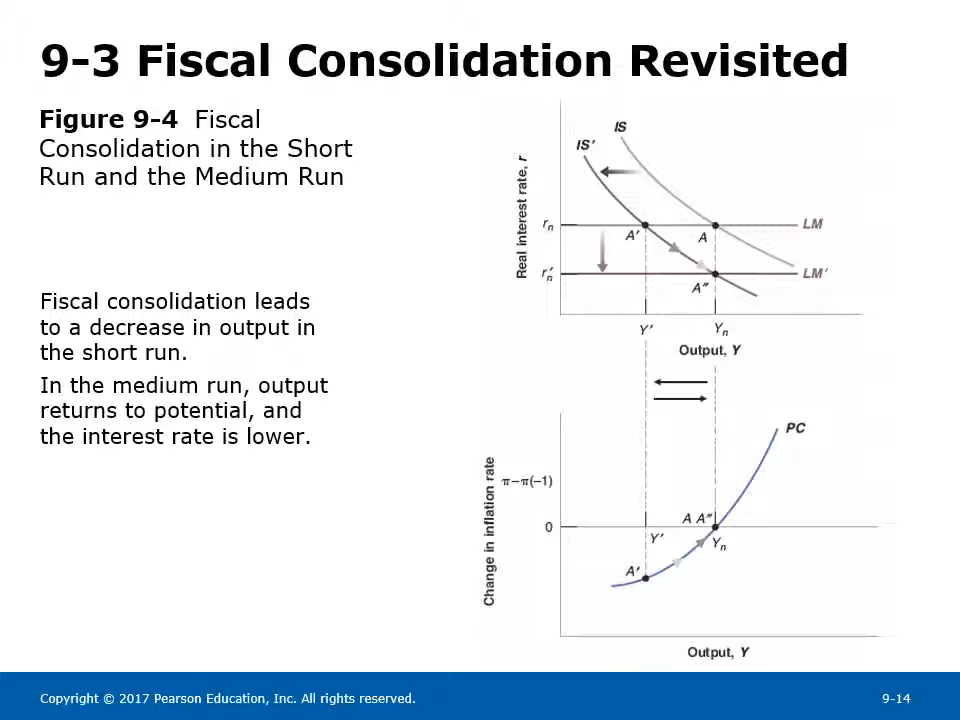 9-3 Fiscal Consolidation Revisited
Figure 9-4 Fiscal
Consolidation in the Short
Run and the Medium Run
Fiscal consolidation leads
to a decrease in output in
the short run.
In the medium run, output
returns to potential, and
the interest rate is lower.
Real interest rate, r
IS
IS′
rn
A′
A
LM
r′n
A″
LM′
Y′
Yn
Output, Y
Change in inflation rate
PC
π–π(–1)
0
A A″
Y′
Yn
A′
Output, Y
Copyright © 2017 Pearson Education, Inc. All rights reserved.
9-14